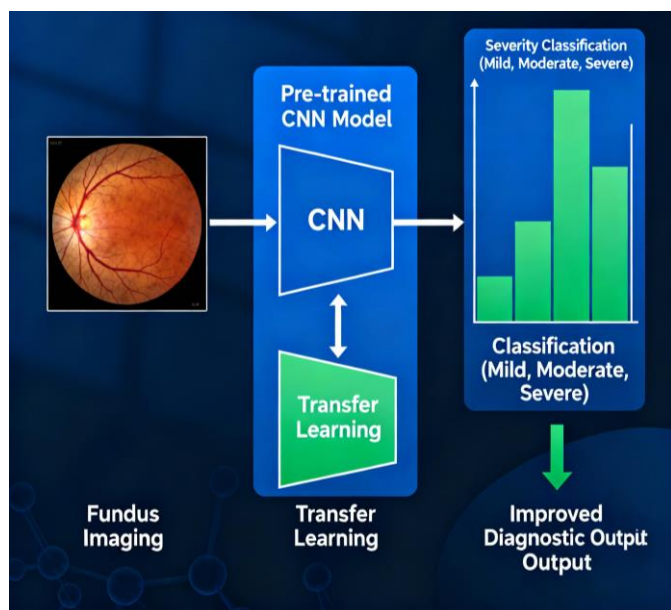 Severity Classification
(Mild, Moderate, Severe)
Pre-trained
CNN Model
CNN
Transfer
Learning
Classification
(Mild, Moderate,
Severe)
Fundus
Imaging
Transfer
Learning
Improved
Diagnostic Output
Output